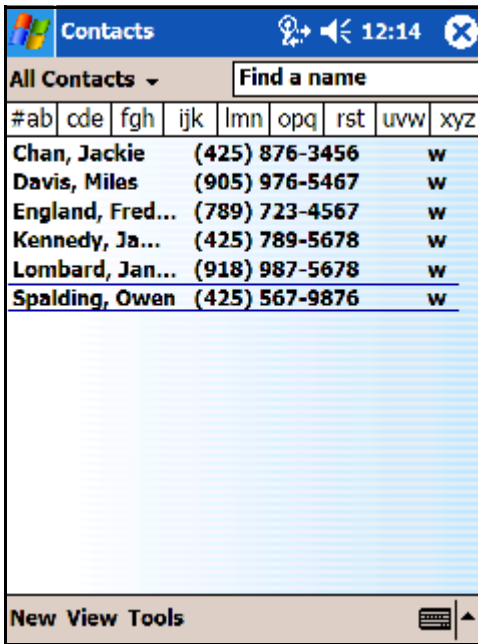 Contacts 12:14
All Contacts Find a name
#ab cde fgh ijk lmn opq rst uvw xyz
Chan, Jackie (425) 876-3456 w
Davis, Miles (905) 976-5467 w
England, Fred... (789) 723-4567 w
Kennedy, Ja... (425) 789-5678 w
Lombard, Jan... (918) 987-5678 w
Spalding, Owen (425) 567-9876 w
New View Tools